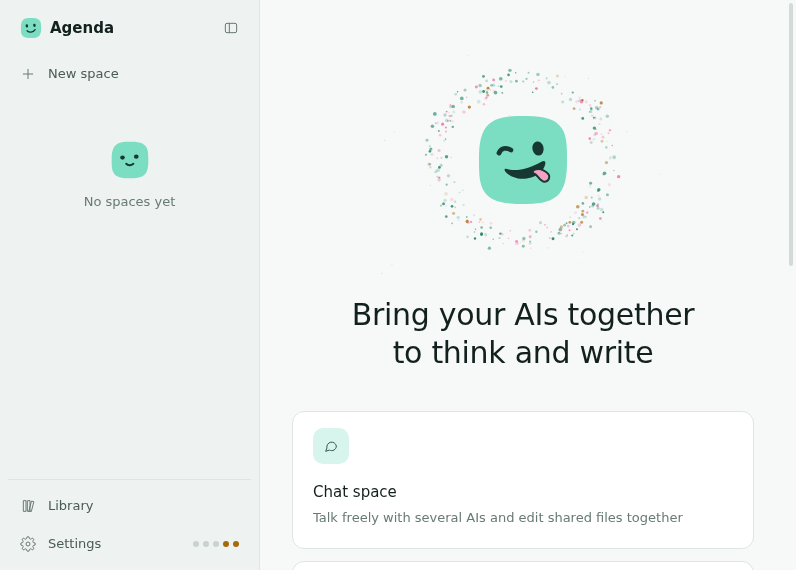 Agenda
New space
No spaces yet
Library
Settings
Bring your AIs together
to think and write
Chat space
Talk freely with several AIs and edit shared files together